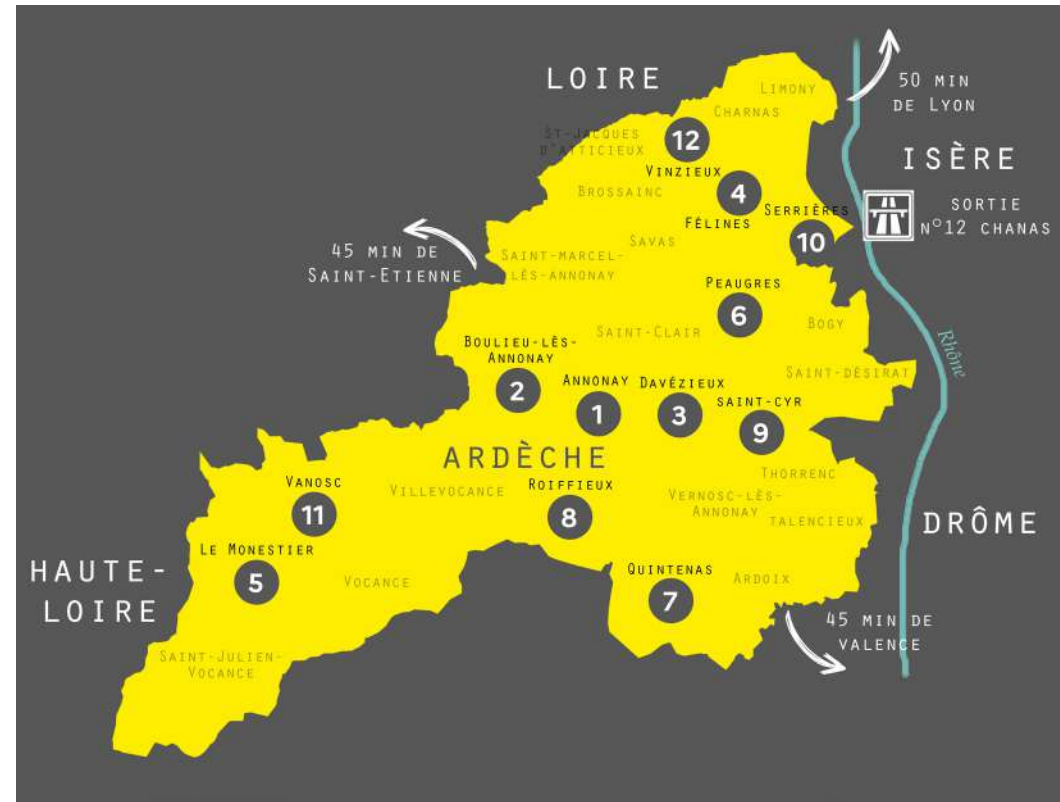 LOIRE
LIMONY
CHARNAS
50 MIN
DE LYON
ST-JACQUES
D'ATTICIEUX
12
VINZIEUX
ISÈRE
BROSSAINC
4
FÉLINES
SERRIÈRES
10
SORTIE
N°12 CHANAS
45 MIN DE
SAINT-ETIENNE
SAVAS
SAINT-MARCEL-
LÈS-ANNONAY
PEAUGRES
6
BOGY
SAINT-CLAIR
Rhône
BOULIEU-LÈS-
ANNONAY
2
ANNONAY
1
DAVÉZIEUX
3
SAINT-DÉSIRAT
SAINT-CYR
9
ARDÈCHE
THORRENC
VANOSC
11
VILLEVOCANCE
ROIFFIEUX
8
VERNOSC-LÈS-
ANNONAY
TALENCIEUX
DRÔME
LE MONESTIER
5
HAUTE-
LOIRE
VOCANCE
QUINTENAS
7
ARDOIX
45 MIN DE
VALENCE
SAINT-JULIEN-
VOCANCE